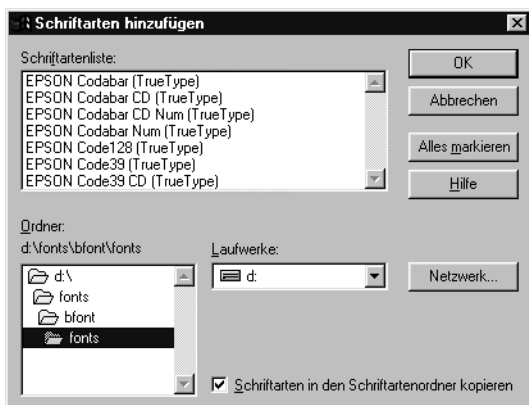 Schriftarten hinzufügen
Schriftartenliste:
EPSON Codabar (TrueType)
EPSON Codabar CD (TrueType)
EPSON Codabar CD Num (TrueType)
EPSON Codabar Num (TrueType)
EPSON Code128 (TrueType)
EPSON Code39 (TrueType)
EPSON Code39 CD (TrueType)
OK
Abbrechen
Alles markieren
Hilfe
Ordner:
d:\fonts\bfont\fonts
d:\
fonts
bfont
fonts
Laufwerke:
d:
Netzwerk...
Schriftarten in den Schriftartenordner kopieren